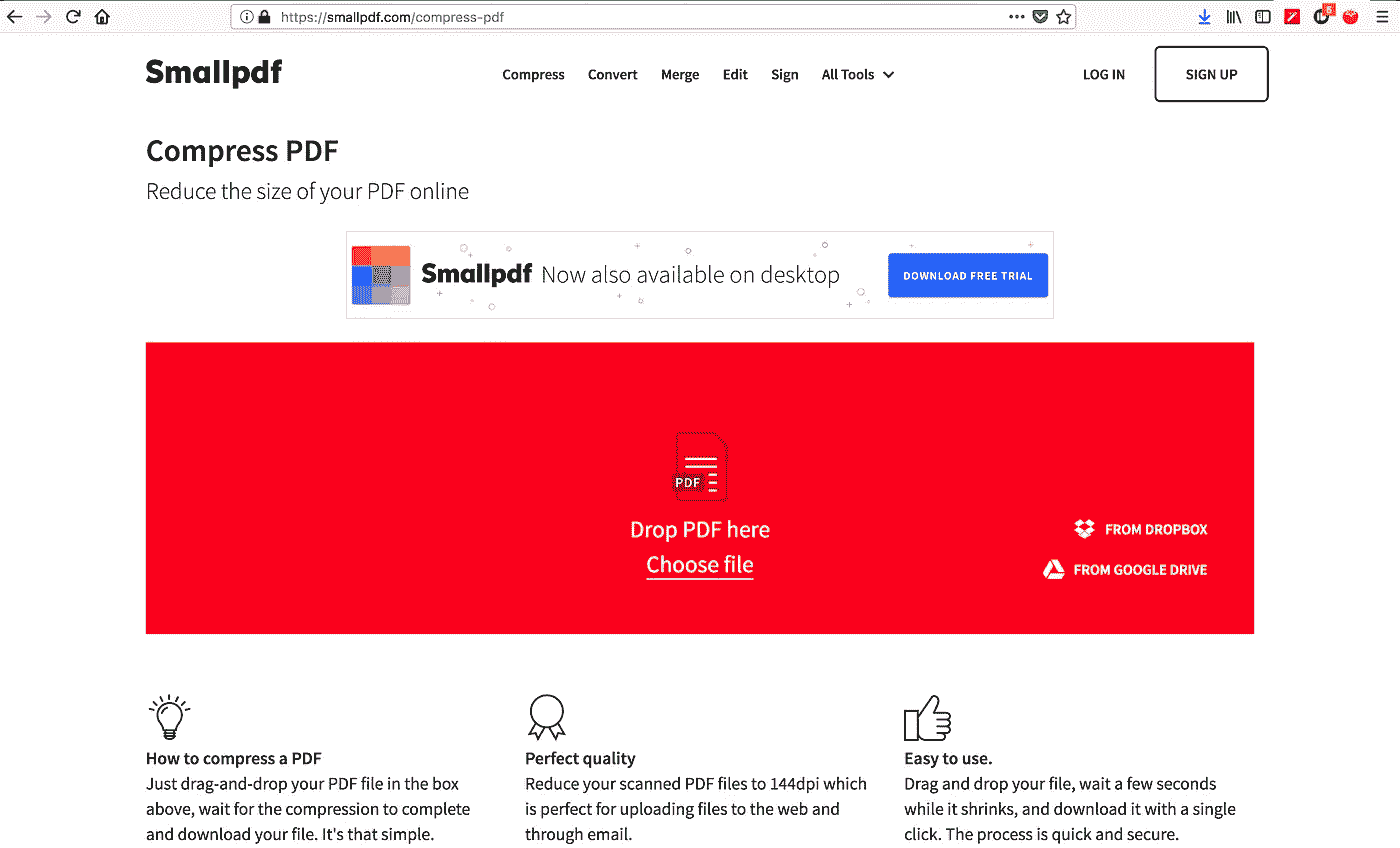 https://smallpdf.com/compress-pdf
Smallpdf
Compress Convert Merge Edit Sign All Tools LOG IN SIGN UP
Compress PDF
Reduce the size of your PDF online
Smallpdf Now also available on desktop DOWNLOAD FREE TRIAL
PDF
Drop PDF here
FROM DROPBOX
Choose file
FROM GOOGLE DRIVE
How to compress a PDF
Just drag-and-drop your PDF file in the box
above, wait for the compression to complete
and download your file. It's that simple.
Perfect quality
Reduce your scanned PDF files to 144dpi which
is perfect for uploading files to the web and
through email.
Easy to use.
Drag and drop your file, wait a few seconds
while it shrinks, and download it with a single
click. The process is quick and secure.